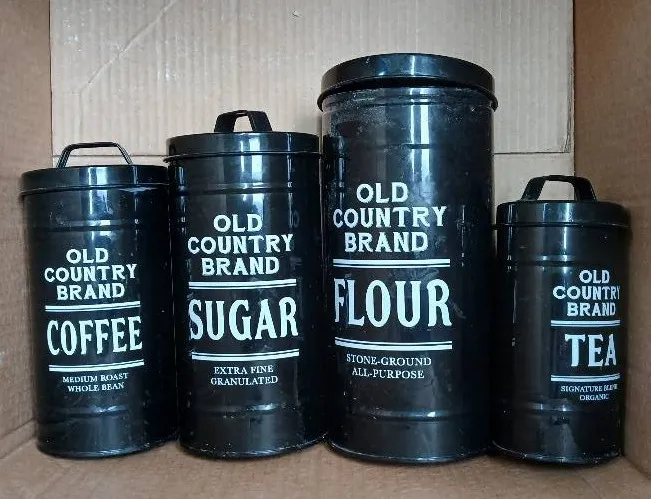 OLD
COUNTRY
BRAND
COFFEE
MEDIUM ROAST
WHOLE BEAN
OLD
COUNTRY
BRAND
SUGAR
EXTRA FINE
GRANULATED
OLD
COUNTRY
BRAND
FLOUR
STONE-GROUND
ALL-PURPOSE
OLD
COUNTRY
BRAND
TEA
SIGNATURE BLEND
ORGANIC